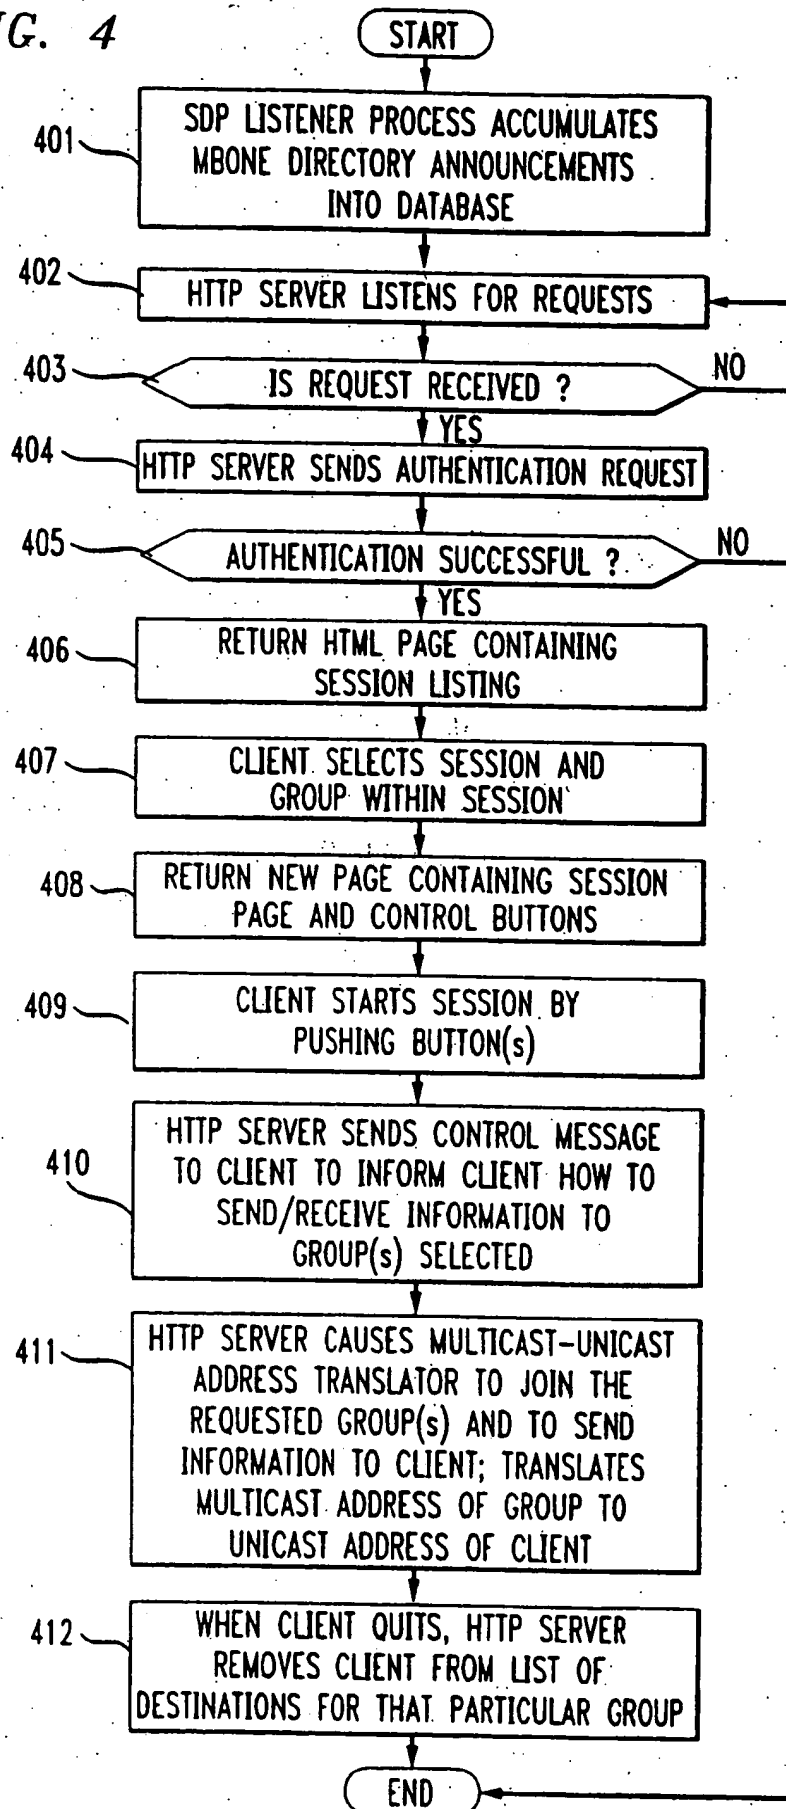 IG. 4
START
401
SDP LISTENER PROCESS ACCUMULATES
MBONE DIRECTORY ANNOUNCEMENTS
INTO DATABASE
402
HTTP SERVER LISTENS FOR REQUESTS
403
IS REQUEST RECEIVED ?
NO
YES
404
HTTP SERVER SENDS AUTHENTICATION REQUEST
405
AUTHENTICATION SUCCESSFUL ?
NO
YES
406
RETURN HTML PAGE CONTAINING
SESSION LISTING
407
CLIENT SELECTS SESSION AND
GROUP WITHIN SESSION
408
RETURN NEW PAGE CONTAINING SESSION
PAGE AND CONTROL BUTTONS
409
CLIENT STARTS SESSION BY
PUSHING BUTTON(s)
410
HTTP SERVER SENDS CONTROL MESSAGE
TO CLIENT TO INFORM CLIENT HOW TO
SEND/RECEIVE INFORMATION TO
GROUP(s) SELECTED
411
HTTP SERVER CAUSES MULTICAST-UNICAST
ADDRESS TRANSLATOR TO JOIN THE
REQUESTED GROUP(s) AND TO SEND
INFORMATION TO CLIENT; TRANSLATES
MULTICAST ADDRESS OF GROUP TO
UNICAST ADDRESS OF CLIENT
412
WHEN CLIENT QUITS, HTTP SERVER
REMOVES CLIENT FROM LIST OF
DESTINATIONS FOR THAT PARTICULAR GROUP
END